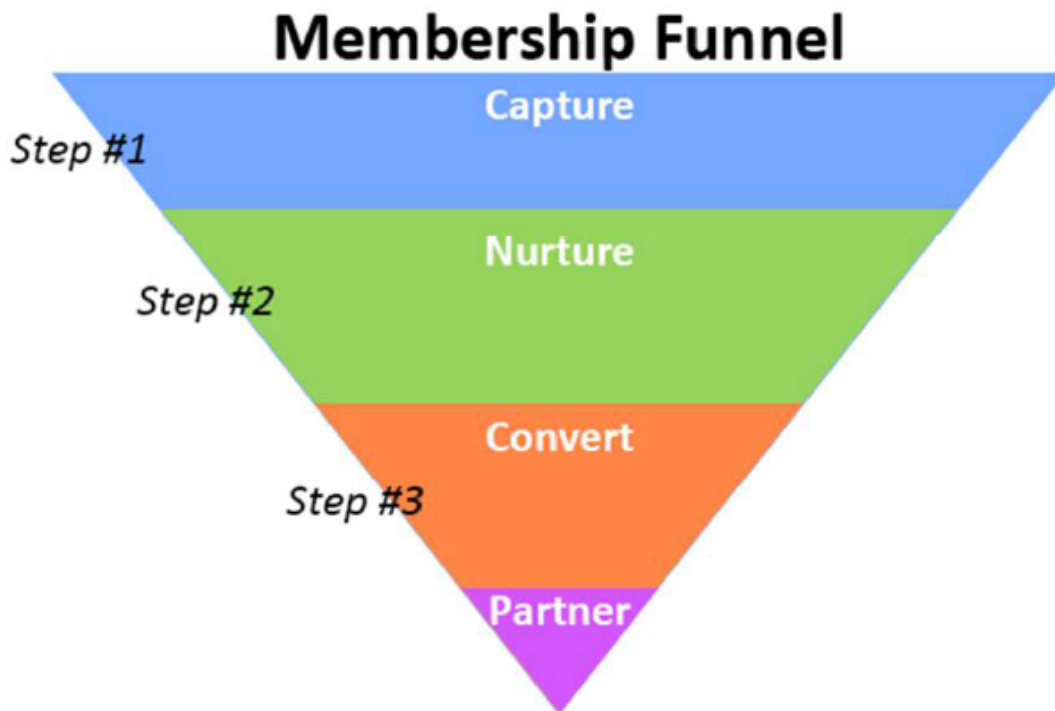 Membership Funnel
Capture
Step #1
Nurture
Step #2
Convert
Step #3
Partner